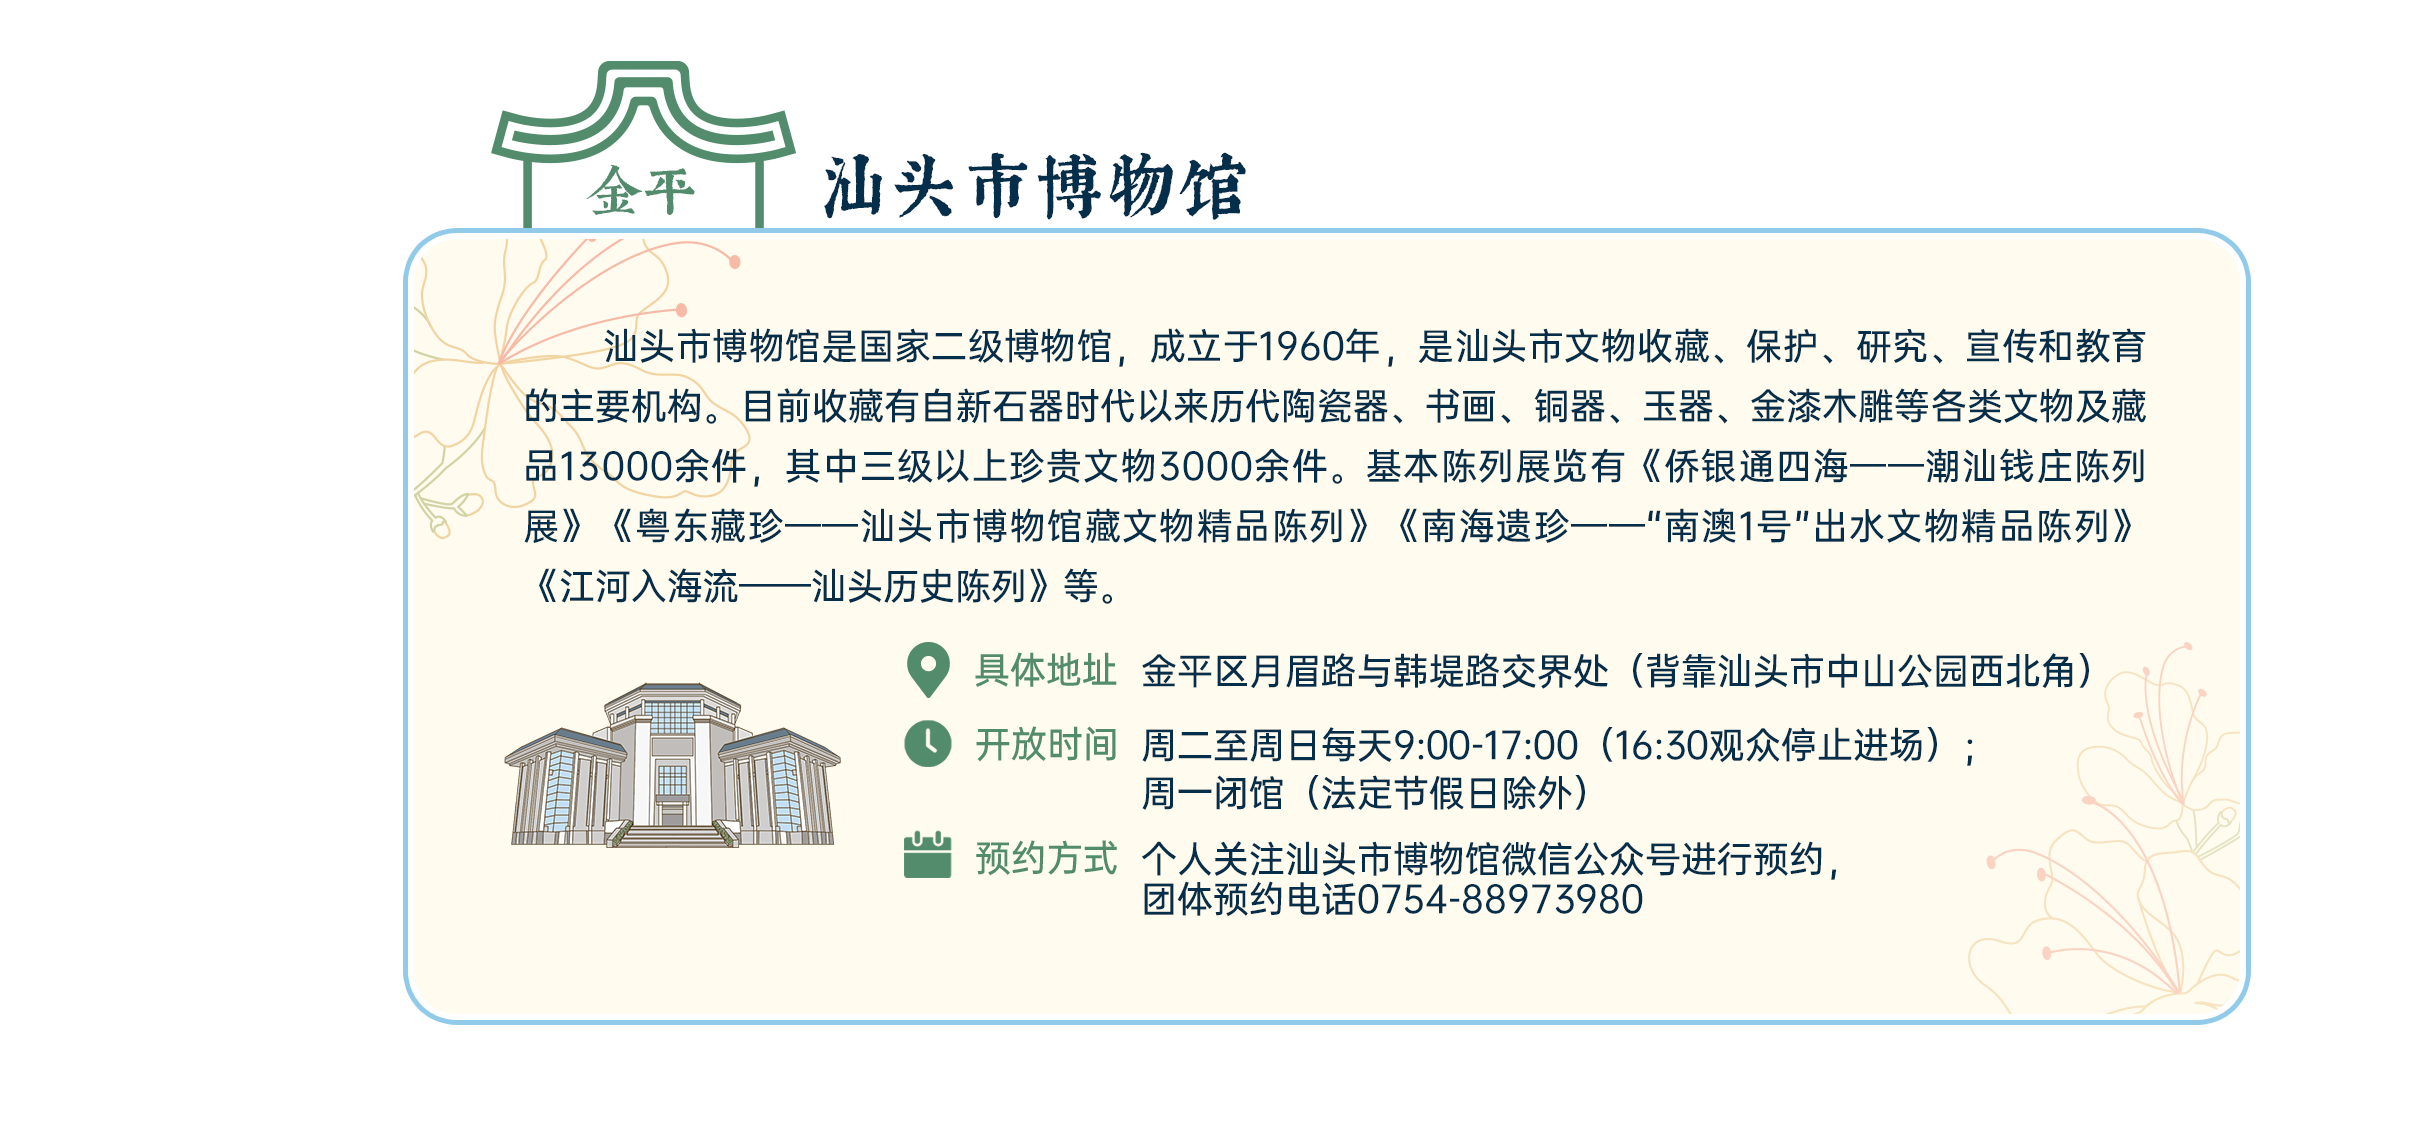 金平
汕头市博物馆
汕头市博物馆是国家二级博物馆，成立于1960年，是汕头市文物收藏、保护、研究、宣传和教育
的主要机构。目前收藏有自新石器时代以来历代陶瓷器、书画、铜器、玉器、金漆木雕等各类文物及藏
品13000余件，其中三级以上珍贵文物3000余件。基本陈列展览有《侨银通四海——潮汕钱庄陈列
展》《粤东藏珍——汕头市博物馆藏文物精品陈列》《南海遗珍——“南澳1号”出水文物精品陈列》
《江河入海流——汕头历史陈列》等。
具体地址 金平区月眉路与韩堤路交界处（背靠汕头市中山公园西北角）
开放时间 周二至周日每天9:00-17:00（16:30观众停止进场）；
周一闭馆（法定节假日除外）
预约方式 个人关注汕头市博物馆微信公众号进行预约，
团体预约电话0754-88973980